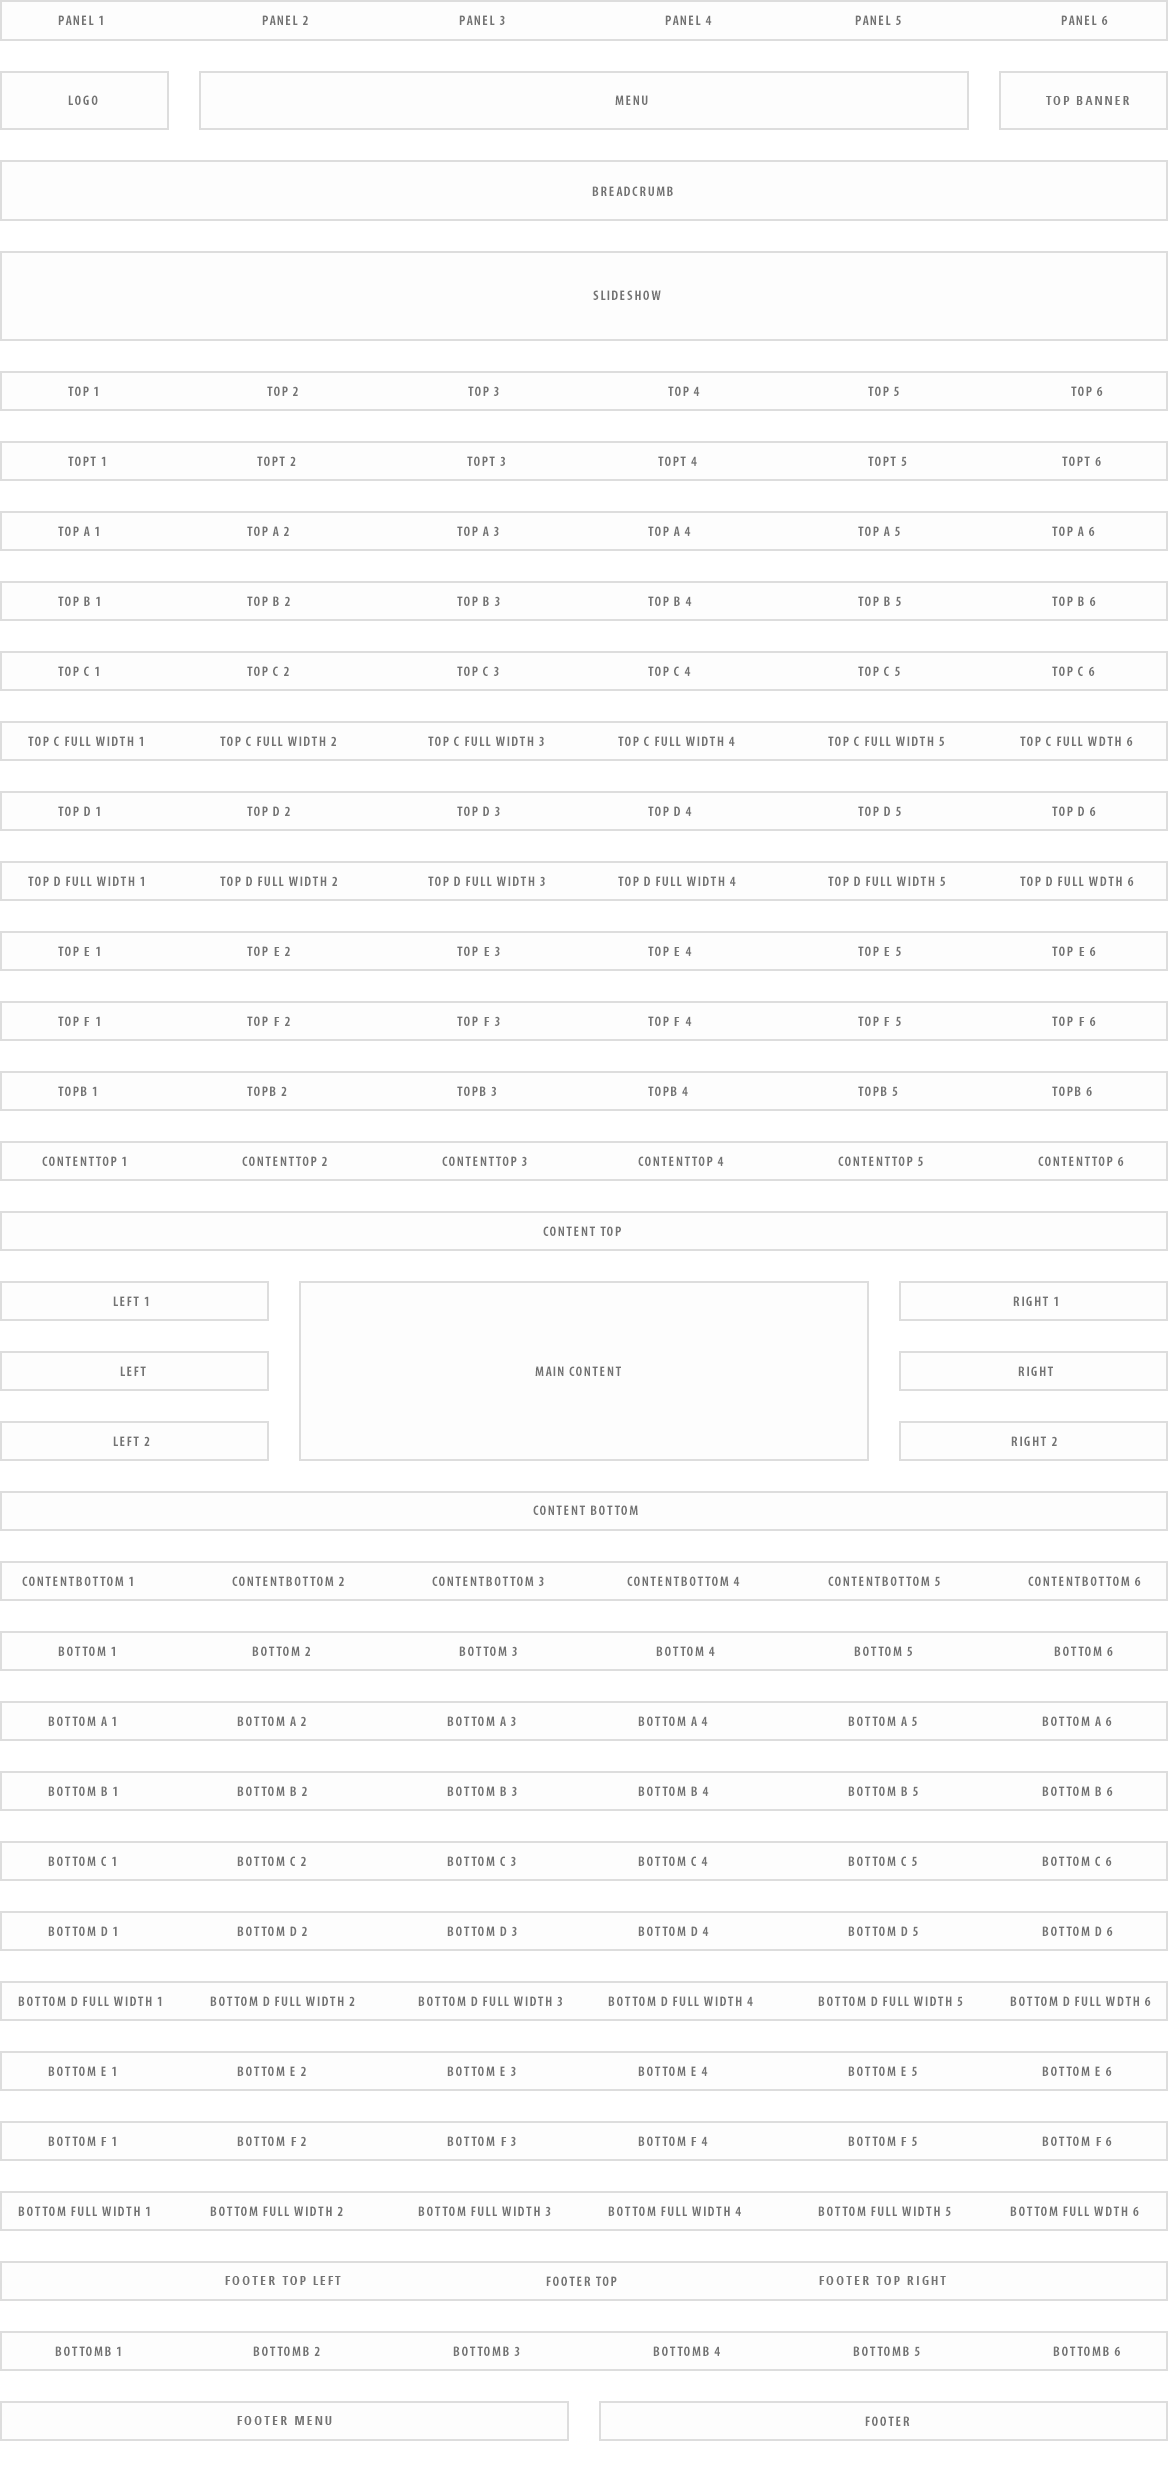 PANEL 1 PANEL 2 PANEL 3 PANEL 4 PANEL 5 PANEL 6
LOGO MENU TOP BANNER
BREADCRUMB
SLIDESHOW
TOP 1 TOP 2 TOP 3 TOP 4 TOP 5 TOP 6
TOPT 1 TOPT 2 TOPT 3 TOPT 4 TOPT 5 TOPT 6
TOP A 1 TOP A 2 TOP A 3 TOP A 4 TOP A 5 TOP A 6
TOP B 1 TOP B 2 TOP B 3 TOP B 4 TOP B 5 TOP B 6
TOP C 1 TOP C 2 TOP C 3 TOP C 4 TOP C 5 TOP C 6
TOP C FULL WIDTH 1 TOP C FULL WIDTH 2 TOP C FULL WIDTH 3 TOP C FULL WIDTH 4 TOP C FULL WIDTH 5 TOP C FULL WDTH 6
TOP D 1 TOP D 2 TOP D 3 TOP D 4 TOP D 5 TOP D 6
TOP D FULL WIDTH 1 TOP D FULL WIDTH 2 TOP D FULL WIDTH 3 TOP D FULL WIDTH 4 TOP D FULL WIDTH 5 TOP D FULL WDTH 6
TOP E 1 TOP E 2 TOP E 3 TOP E 4 TOP E 5 TOP E 6
TOP F 1 TOP F 2 TOP F 3 TOP F 4 TOP F 5 TOP F 6
TOPB 1 TOPB 2 TOPB 3 TOPB 4 TOPB 5 TOPB 6
CONTENTTOP 1 CONTENTTOP 2 CONTENTTOP 3 CONTENTTOP 4 CONTENTTOP 5 CONTENTTOP 6
CONTENT TOP
LEFT 1 RIGHT 1
LEFT MAIN CONTENT RIGHT
LEFT 2 RIGHT 2
CONTENT BOTTOM
CONTENTBOTTOM 1 CONTENTBOTTOM 2 CONTENTBOTTOM 3 CONTENTBOTTOM 4 CONTENTBOTTOM 5 CONTENTBOTTOM 6
BOTTOM 1 BOTTOM 2 BOTTOM 3 BOTTOM 4 BOTTOM 5 BOTTOM 6
BOTTOM A 1 BOTTOM A 2 BOTTOM A 3 BOTTOM A 4 BOTTOM A 5 BOTTOM A 6
BOTTOM B 1 BOTTOM B 2 BOTTOM B 3 BOTTOM B 4 BOTTOM B 5 BOTTOM B 6
BOTTOM C 1 BOTTOM C 2 BOTTOM C 3 BOTTOM C 4 BOTTOM C 5 BOTTOM C 6
BOTTOM D 1 BOTTOM D 2 BOTTOM D 3 BOTTOM D 4 BOTTOM D 5 BOTTOM D 6
BOTTOM D FULL WIDTH 1 BOTTOM D FULL WIDTH 2 BOTTOM D FULL WIDTH 3 BOTTOM D FULL WIDTH 4 BOTTOM D FULL WIDTH 5 BOTTOM D FULL WDTH 6
BOTTOM E 1 BOTTOM E 2 BOTTOM E 3 BOTTOM E 4 BOTTOM E 5 BOTTOM E 6
BOTTOM F 1 BOTTOM F 2 BOTTOM F 3 BOTTOM F 4 BOTTOM F 5 BOTTOM F 6
BOTTOM FULL WIDTH 1 BOTTOM FULL WIDTH 2 BOTTOM FULL WIDTH 3 BOTTOM FULL WIDTH 4 BOTTOM FULL WIDTH 5 BOTTOM FULL WDTH 6
FOOTER TOP LEFT FOOTER TOP FOOTER TOP RIGHT
BOTTOMB 1 BOTTOMB 2 BOTTOMB 3 BOTTOMB 4 BOTTOMB 5 BOTTOMB 6
FOOTER MENU FOOTER